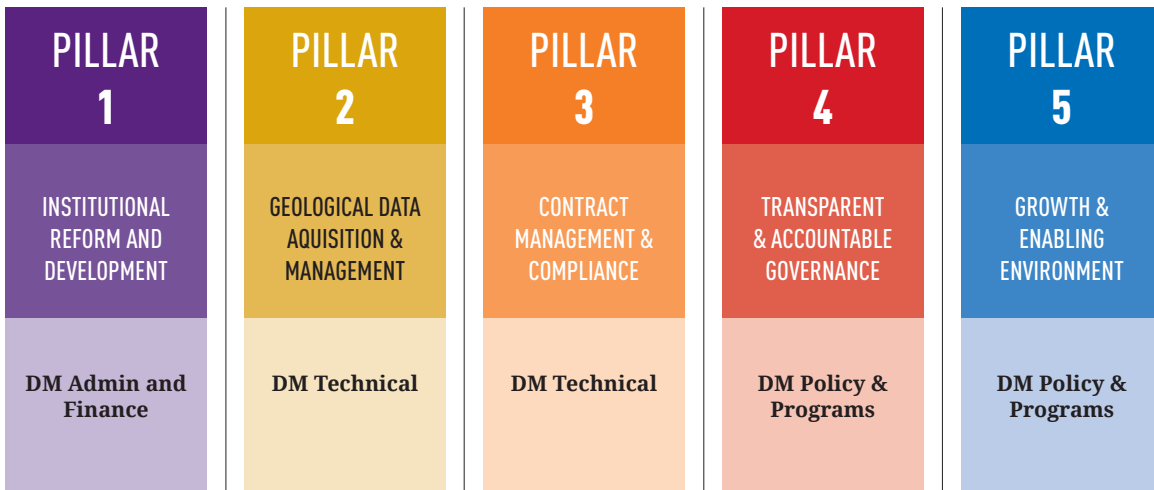 PILLAR
1
INSTITUTIONAL
REFORM AND
DEVELOPMENT
DM Admin and
Finance
PILLAR
2
GEOLOGICAL DATA
AQUISITION &
MANAGEMENT
DM Technical
PILLAR
3
CONTRACT
MANAGEMENT &
COMPLIANCE
DM Technical
PILLAR
4
TRANSPARENT
& ACCOUNTABLE
GOVERNANCE
DM Policy &
Programs
PILLAR
5
GROWTH &
ENABLING
ENVIRONMENT
DM Policy &
Programs